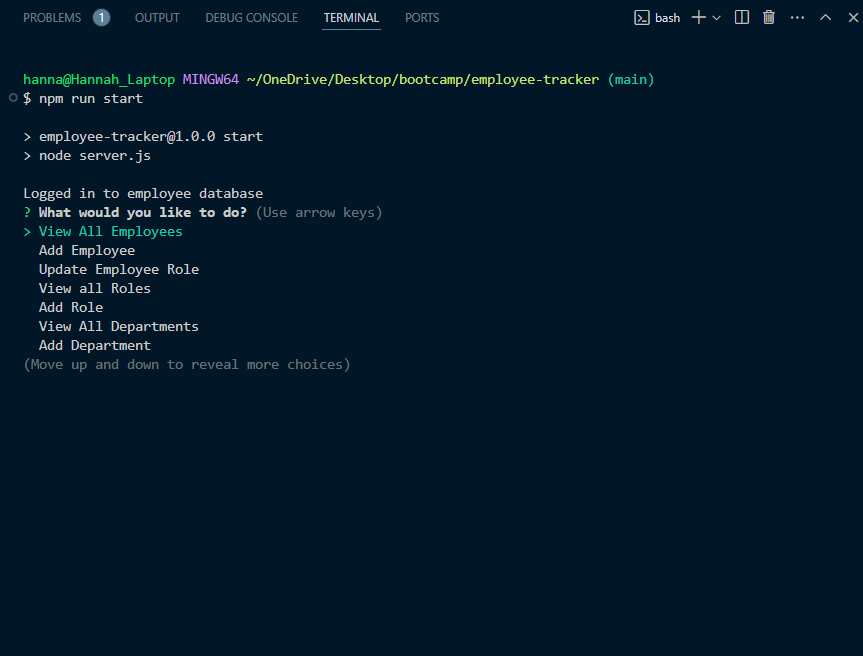 PROBLEMS 1 OUTPUT DEBUG CONSOLE TERMINAL PORTS bash
hanna@Hannah_Laptop MINGW64 ~/OneDrive/Desktop/bootcamp/employee-tracker (main)
$ npm run start
> employee-tracker@1.0.0 start
> node server.js
Logged in to employee database
? What would you like to do? (Use arrow keys)
> View All Employees
Add Employee
Update Employee Role
View all Roles
Add Role
View All Departments
Add Department
(Move up and down to reveal more choices)